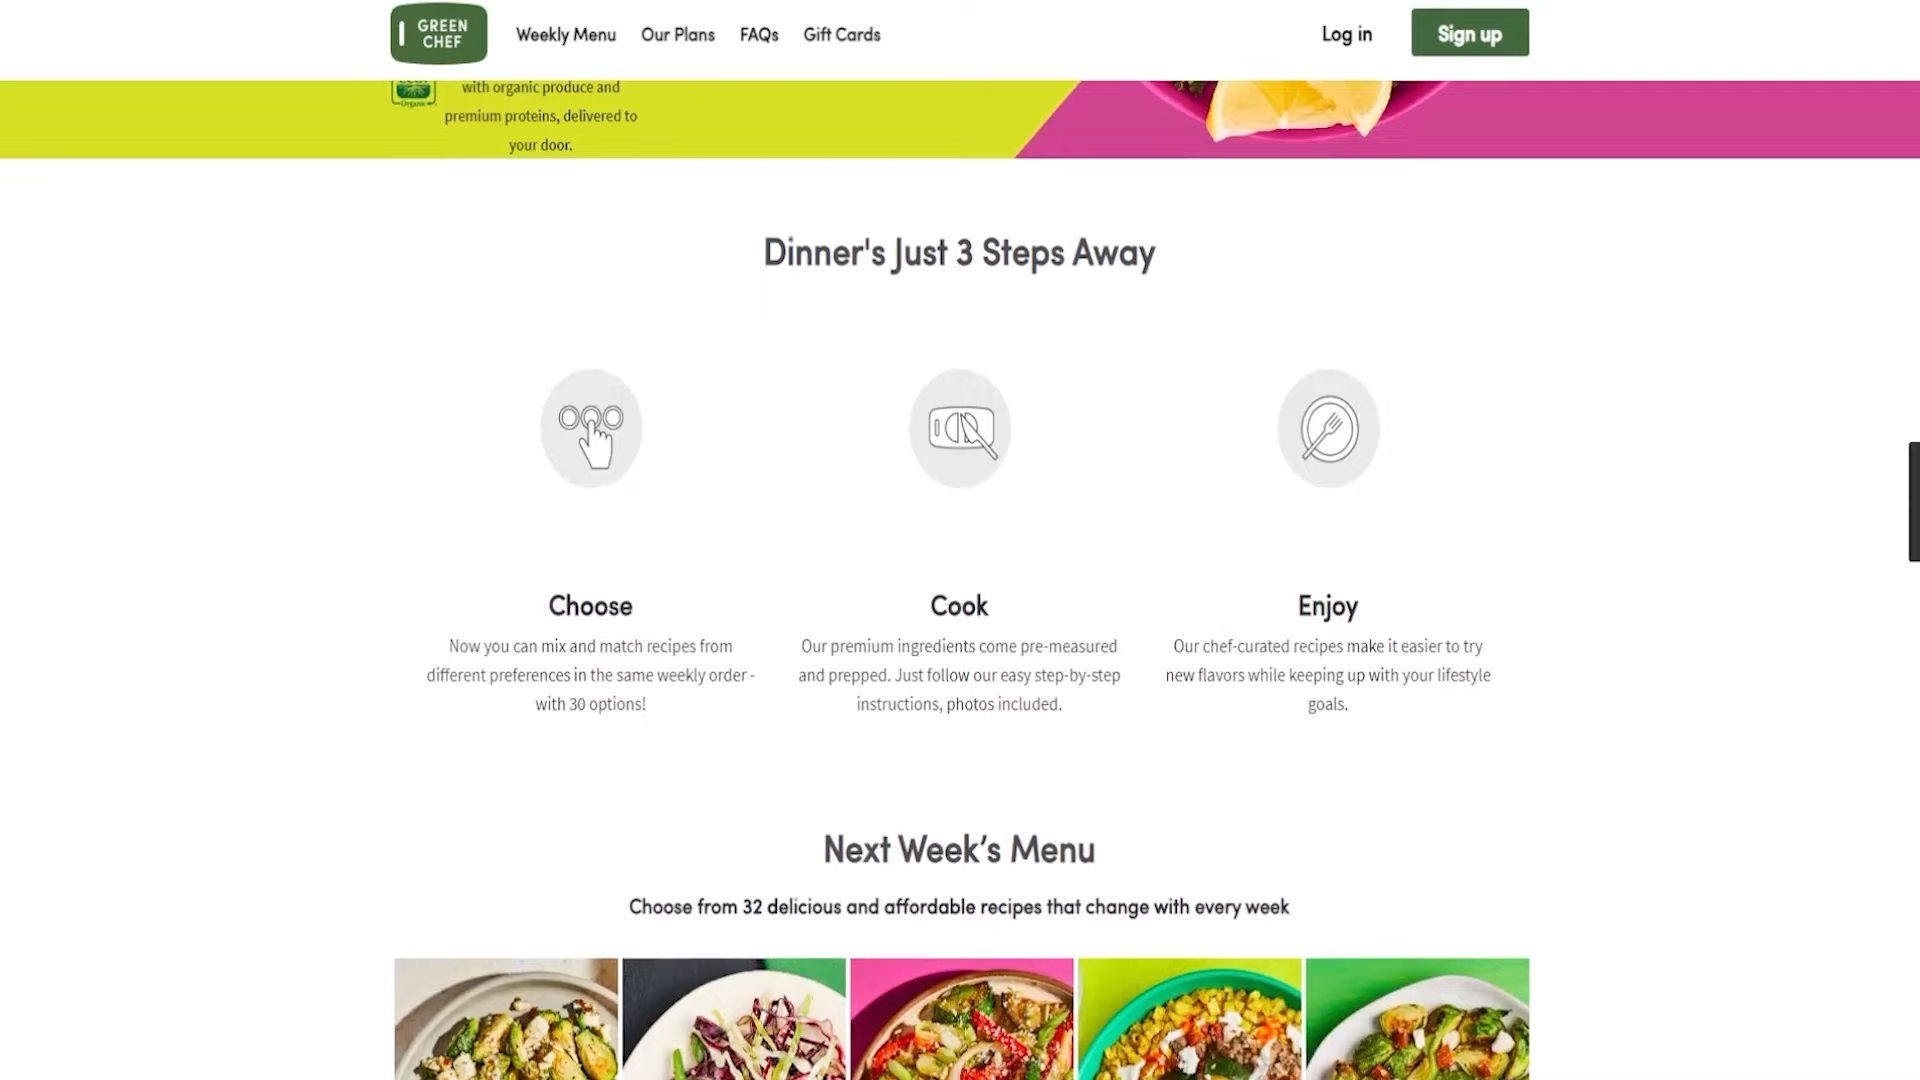 GREEN
CHEF
Weekly Menu
Our Plans
FAQs
Gift Cards
Log in
Sign up
Organic
with organic produce and
premium proteins, delivered to
your door.
Dinner's Just 3 Steps Away
Choose
Now you can mix and match recipes from
different preferences in the same weekly order -
with 30 options!
Cook
Our premium ingredients come pre-measured
and prepped. Just follow our easy step-by-step
instructions, photos included.
Enjoy
Our chef-curated recipes make it easier to try
new flavors while keeping up with your lifestyle
goals.
Next Week’s Menu
Choose from 32 delicious and affordable recipes that change with every week